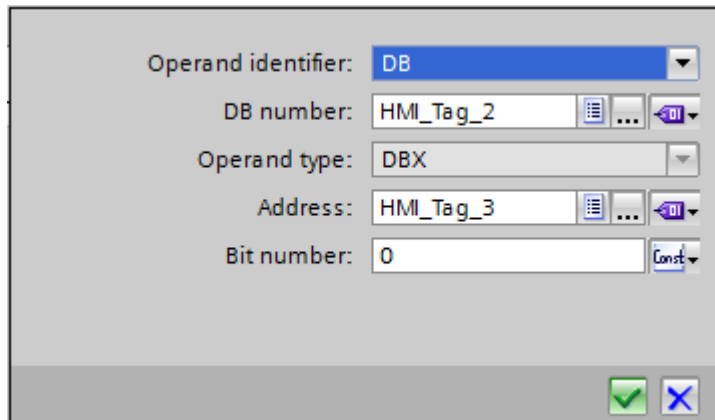 Operand identifier: DB
DB number: HMI_Tag_2 ...
Operand type: DBX
Address: HMI_Tag_3 ...
Bit number: 0 Const